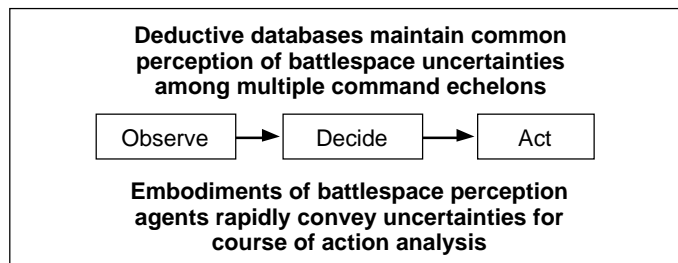 Deductive databases maintain common
perception of battlespace uncertainties
among multiple command echelons
Observe Decide Act
Embodiments of battlespace perception
agents rapidly convey uncertainties for
course of action analysis